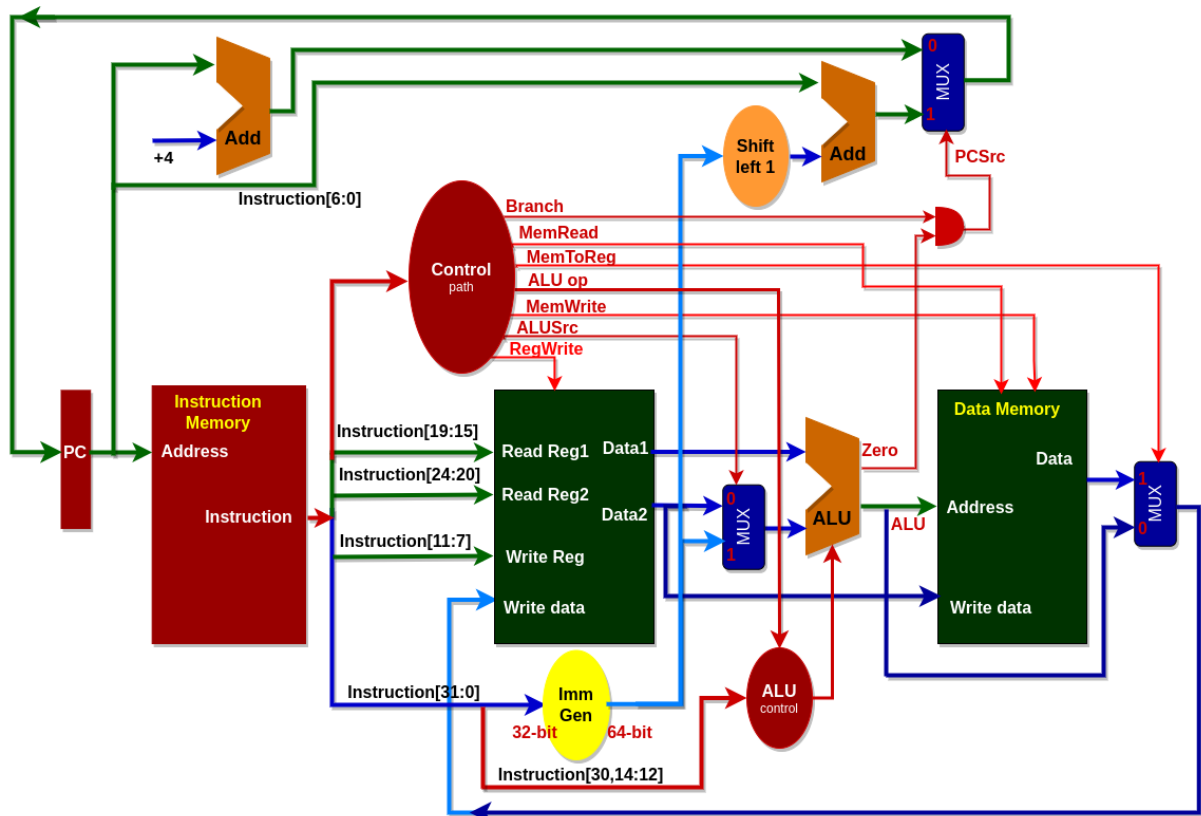 0
MUX
1
Add
+4
Shift
left 1
Add
PCSrc
Instruction[6:0]
Branch
MemRead
MemToReg
ALU op
MemWrite
ALUSrc
RegWrite
Control
path
PC
Instruction
Memory
Address
Instruction
Instruction[19:15]
Instruction[24:20]
Instruction[11:7]
Read Reg1
Data1
Read Reg2
Data2
Write Reg
Write data
0
MUX
1
Zero
ALU
ALU
Data Memory
Data
Address
Write data
1
MUX
0
Instruction[31:0]
Imm
Gen
32-bit
64-bit
ALU
control
Instruction[30,14:12]